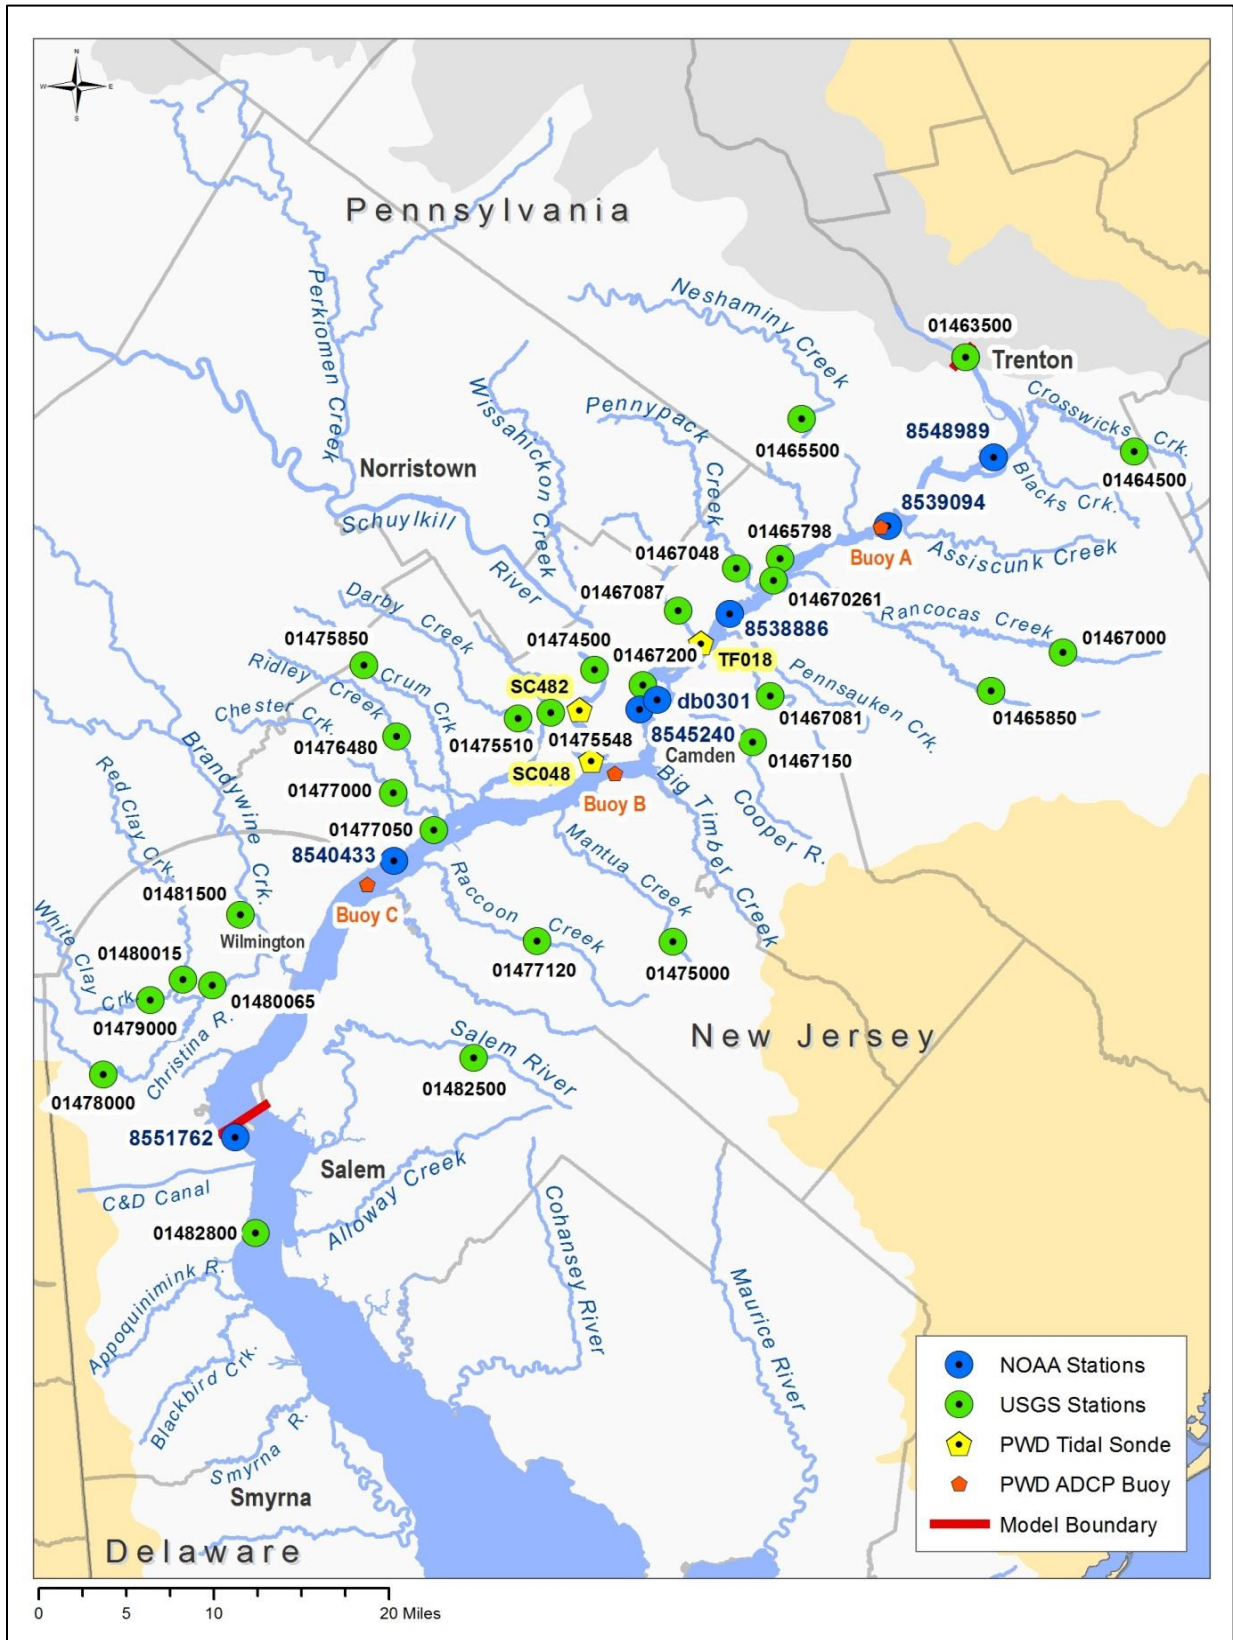 N
W
E
S
Pennsylvania
Perkiomen Creek
Neshaminy Creek
01463500
Trenton
Crosswicks Crk.
Wissahickon Creek
Pennypack Creek
01465500
8548989
01464500
Blacks Crk.
Norristown
Schuylkill River
8539094
Buoy A
Assiscunk Creek
01465798
01467048
01467087
014670261
8538886
Rancocas Creek
01467000
Darby Creek
01475850
Ridley Creek
Crum Crk.
01474500
01467200
TF018
Pennsauken Crk.
01465850
SC482
db0301
01467081
Chester Crk.
01476480
01475510
01475548
8545240
Camden
01467150
Brandywine Crk.
Red Clay Crk.
SC048
Buoy B
Big Timber Creek
Cooper R.
01477000
01477050
8540433
Mantua Creek
Buoy C
Raccoon Creek
01481500
Wilmington
White Clay Crk.
01480015
01480065
01479000
01477120
01475000
Christina R.
New Jersey
Salem River
01482500
01478000
8551762
Salem
C&D Canal
Alloway Creek
Cohansey River
Maurice River
01482800
Appoquinimink R.
Blackbird Crk.
Smyrna R.
Smyrna
Delaware
NOAA Stations
USGS Stations
PWD Tidal Sonde
PWD ADCP Buoy
Model Boundary
0 5 10 20 Miles